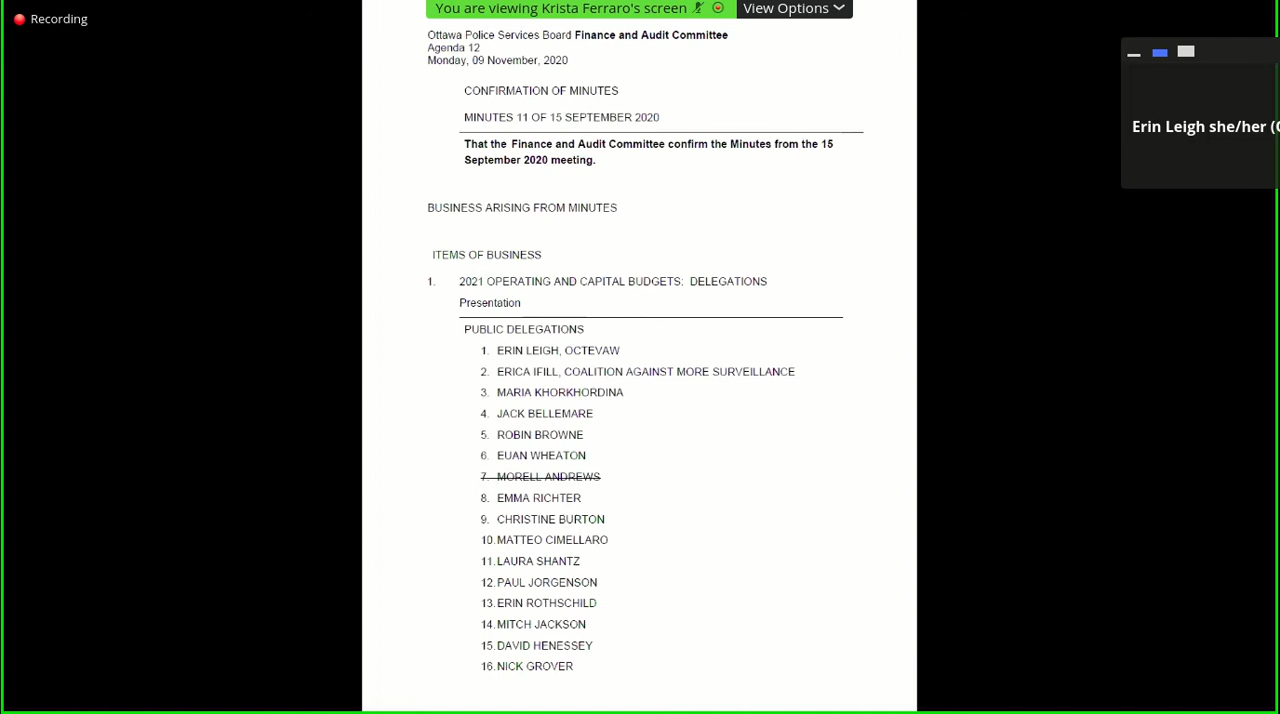 Recording
You are viewing Krista Ferraro's screen
View Options
Ottawa Police Services Board Finance and Audit Committee
Agenda 12
Monday, 09 November, 2020
CONFIRMATION OF MINUTES
MINUTES 11 OF 15 SEPTEMBER 2020
That the Finance and Audit Committee confirm the Minutes from the 15
September 2020 meeting.
BUSINESS ARISING FROM MINUTES
ITEMS OF BUSINESS
1. 2021 OPERATING AND CAPITAL BUDGETS: DELEGATIONS
Presentation
PUBLIC DELEGATIONS
1. ERIN LEIGH, OCTEVAW
2. ERICA IFILL, COALITION AGAINST MORE SURVEILLANCE
3. MARIA KHORKHORDINA
4. JACK BELLEMARE
5. ROBIN BROWNE
6. EUAN WHEATON
7. MORELL ANDREWS
8. EMMA RICHTER
9. CHRISTINE BURTON
10. MATTEO CIMELLARO
11. LAURA SHANTZ
12. PAUL JORGENSON
13. ERIN ROTHSCHILD
14. MITCH JACKSON
15. DAVID HENESSEY
16. NICK GROVER
Erin Leigh she/her (